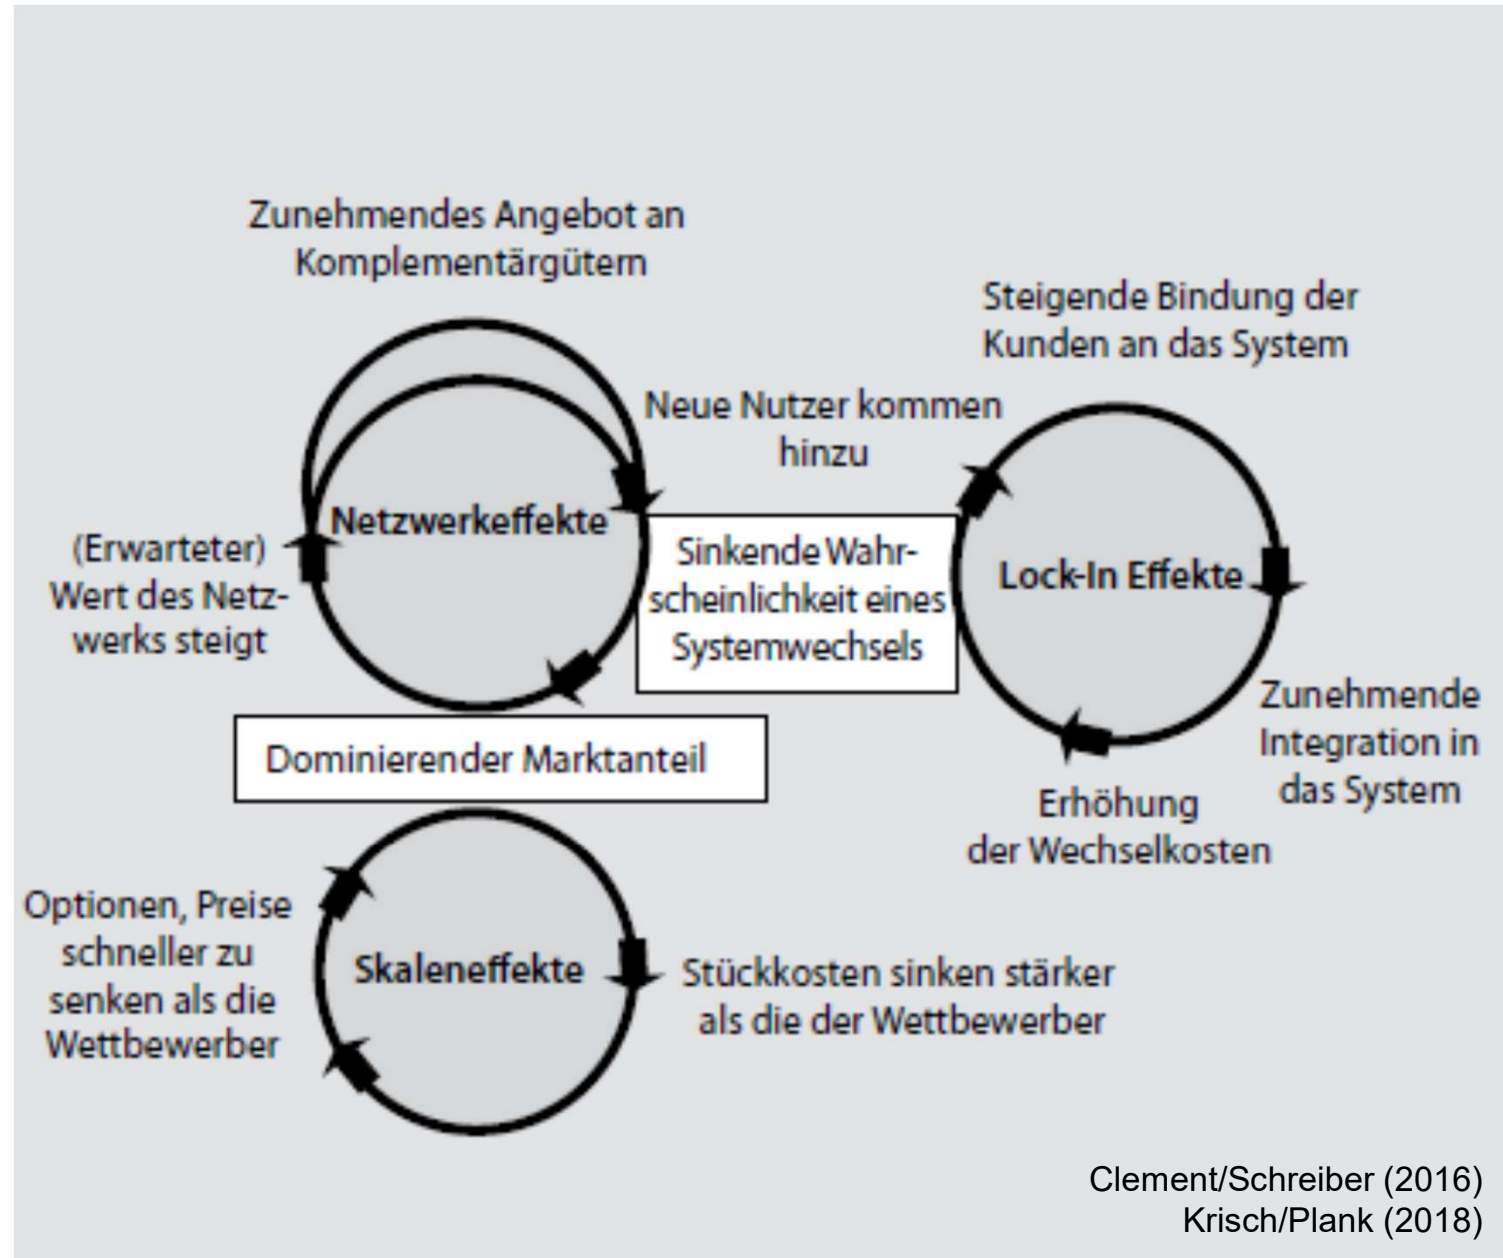 Zunehmendes Angebot an
Komplementärgütern
Steigende Bindung der
Kunden an das System
Neue Nutzer kommen
hinzu
Netzwerkeffekte
(Erwarteter)
Wert des Netz-
werks steigt
Sinkende Wahr-
scheinlichkeit eines
Systemwechsels
Lock-In Effekte
Zunehmende
Integration in
das System
Erhöhung
der Wechselkosten
Dominierender Marktanteil
Optionen, Preise
schneller zu
senken als die
Wettbewerber
Skaleneffekte
Stückkosten sinken stärker
als die der Wettbewerber
Clement/Schreiber (2016)
Krisch/Plank (2018)